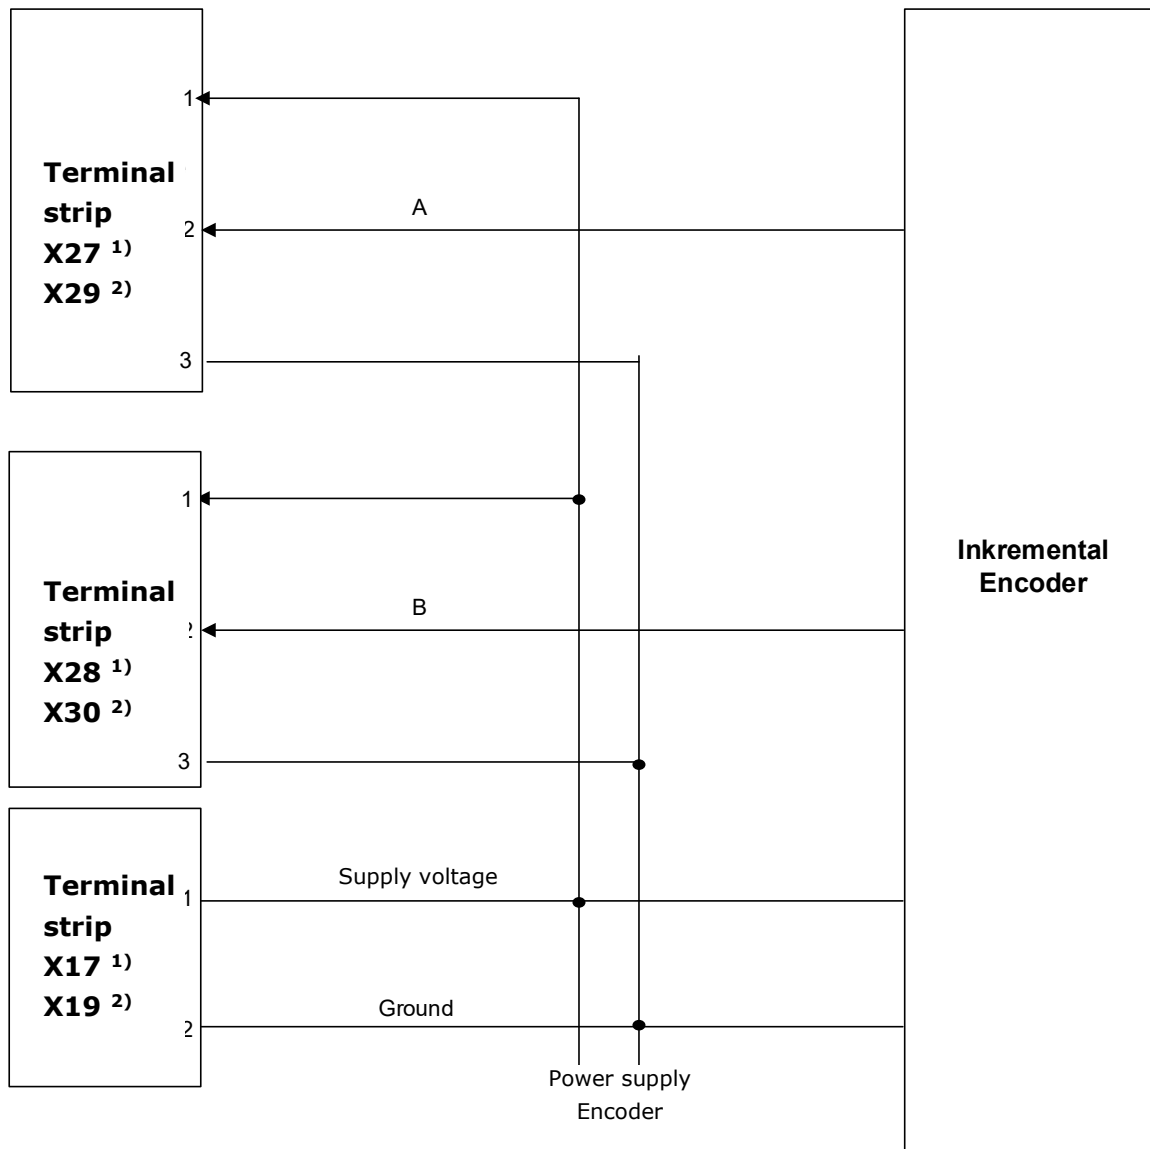 1
Terminal
strip
X27 1)
X29 2)
A
2
3
1
Terminal
strip
X28 1)
X30 2)
B
2
3
Inkremental
Encoder
Terminal
strip
X17 1)
X19 2)
1
Supply voltage
Ground
2
Power supply
Encoder